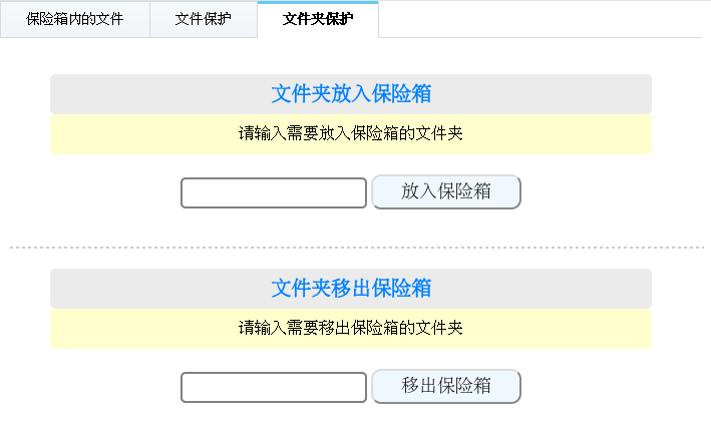 保险箱内的文件 文件保护 文件夹保护
文件夹放入保险箱
请输入需要放入保险箱的文件夹
放入保险箱
文件夹移出保险箱
请输入需要移出保险箱的文件夹
移出保险箱